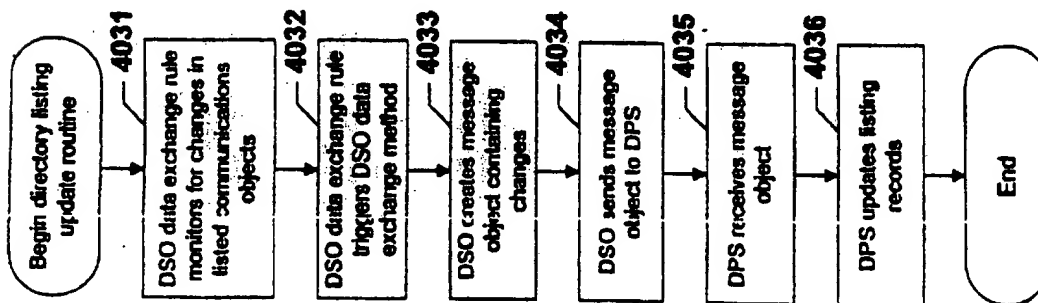 Begin directory listing
update routine
4031
DSO data exchange rule
monitors for changes in
listed communications
objects
4032
DSO data exchange rule
triggers DSO data
exchange method
4033
DSO creates message
object containing
changes
4034
DSO sends message
object to DPS
4035
DPS receives message
object
4036
DPS updates listing
records
End